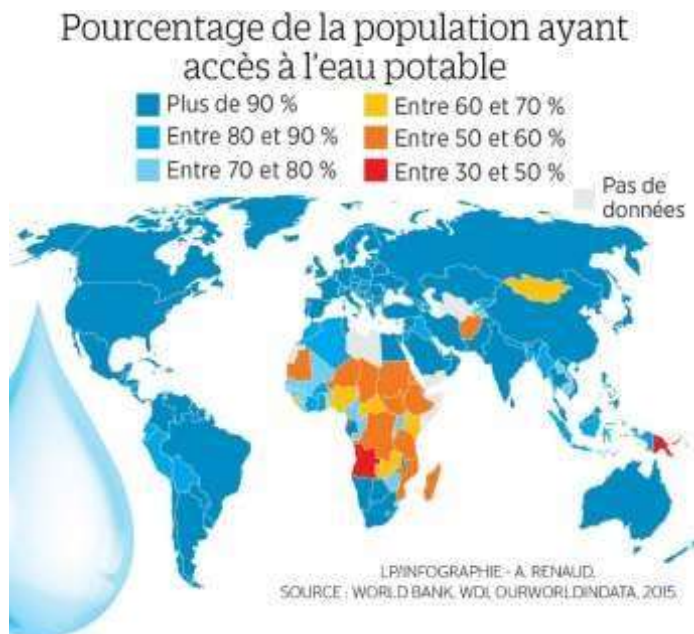 Pourcentage de la population ayant
accès à l'eau potable
Plus de 90 %
Entre 80 et 90 %
Entre 70 et 80 %
Entre 60 et 70 %
Entre 50 et 60 %
Entre 30 et 50 %
Pas de
données
LP/INFOGRAPHIE - A. RENAUD.
SOURCE : WORLD BANK, WDI, OURWORLDINDATA, 2015.